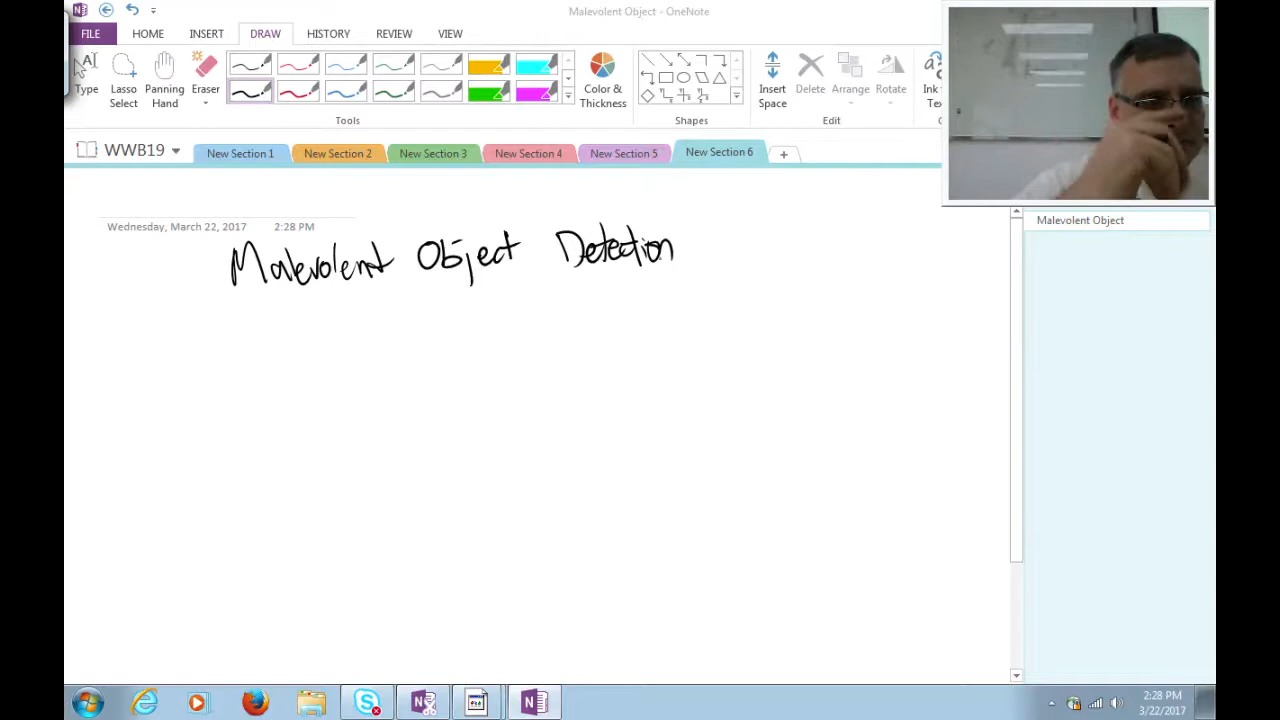 Malevolent Object - OneNote
FILE HOME INSERT DRAW HISTORY REVIEW VIEW
Type
Lasso Select
Panning Hand
Eraser
Color & Thickness
Insert Space
Delete
Arrange
Rotate
Ink to
Tools
Shapes
Edit
WWB19
New Section 1
New Section 2
New Section 3
New Section 4
New Section 5
New Section 6
Malevolent Object
Wednesday, March 22, 2017 2:28 PM
Malevolent Object Detection
2:28 PM
3/22/2017